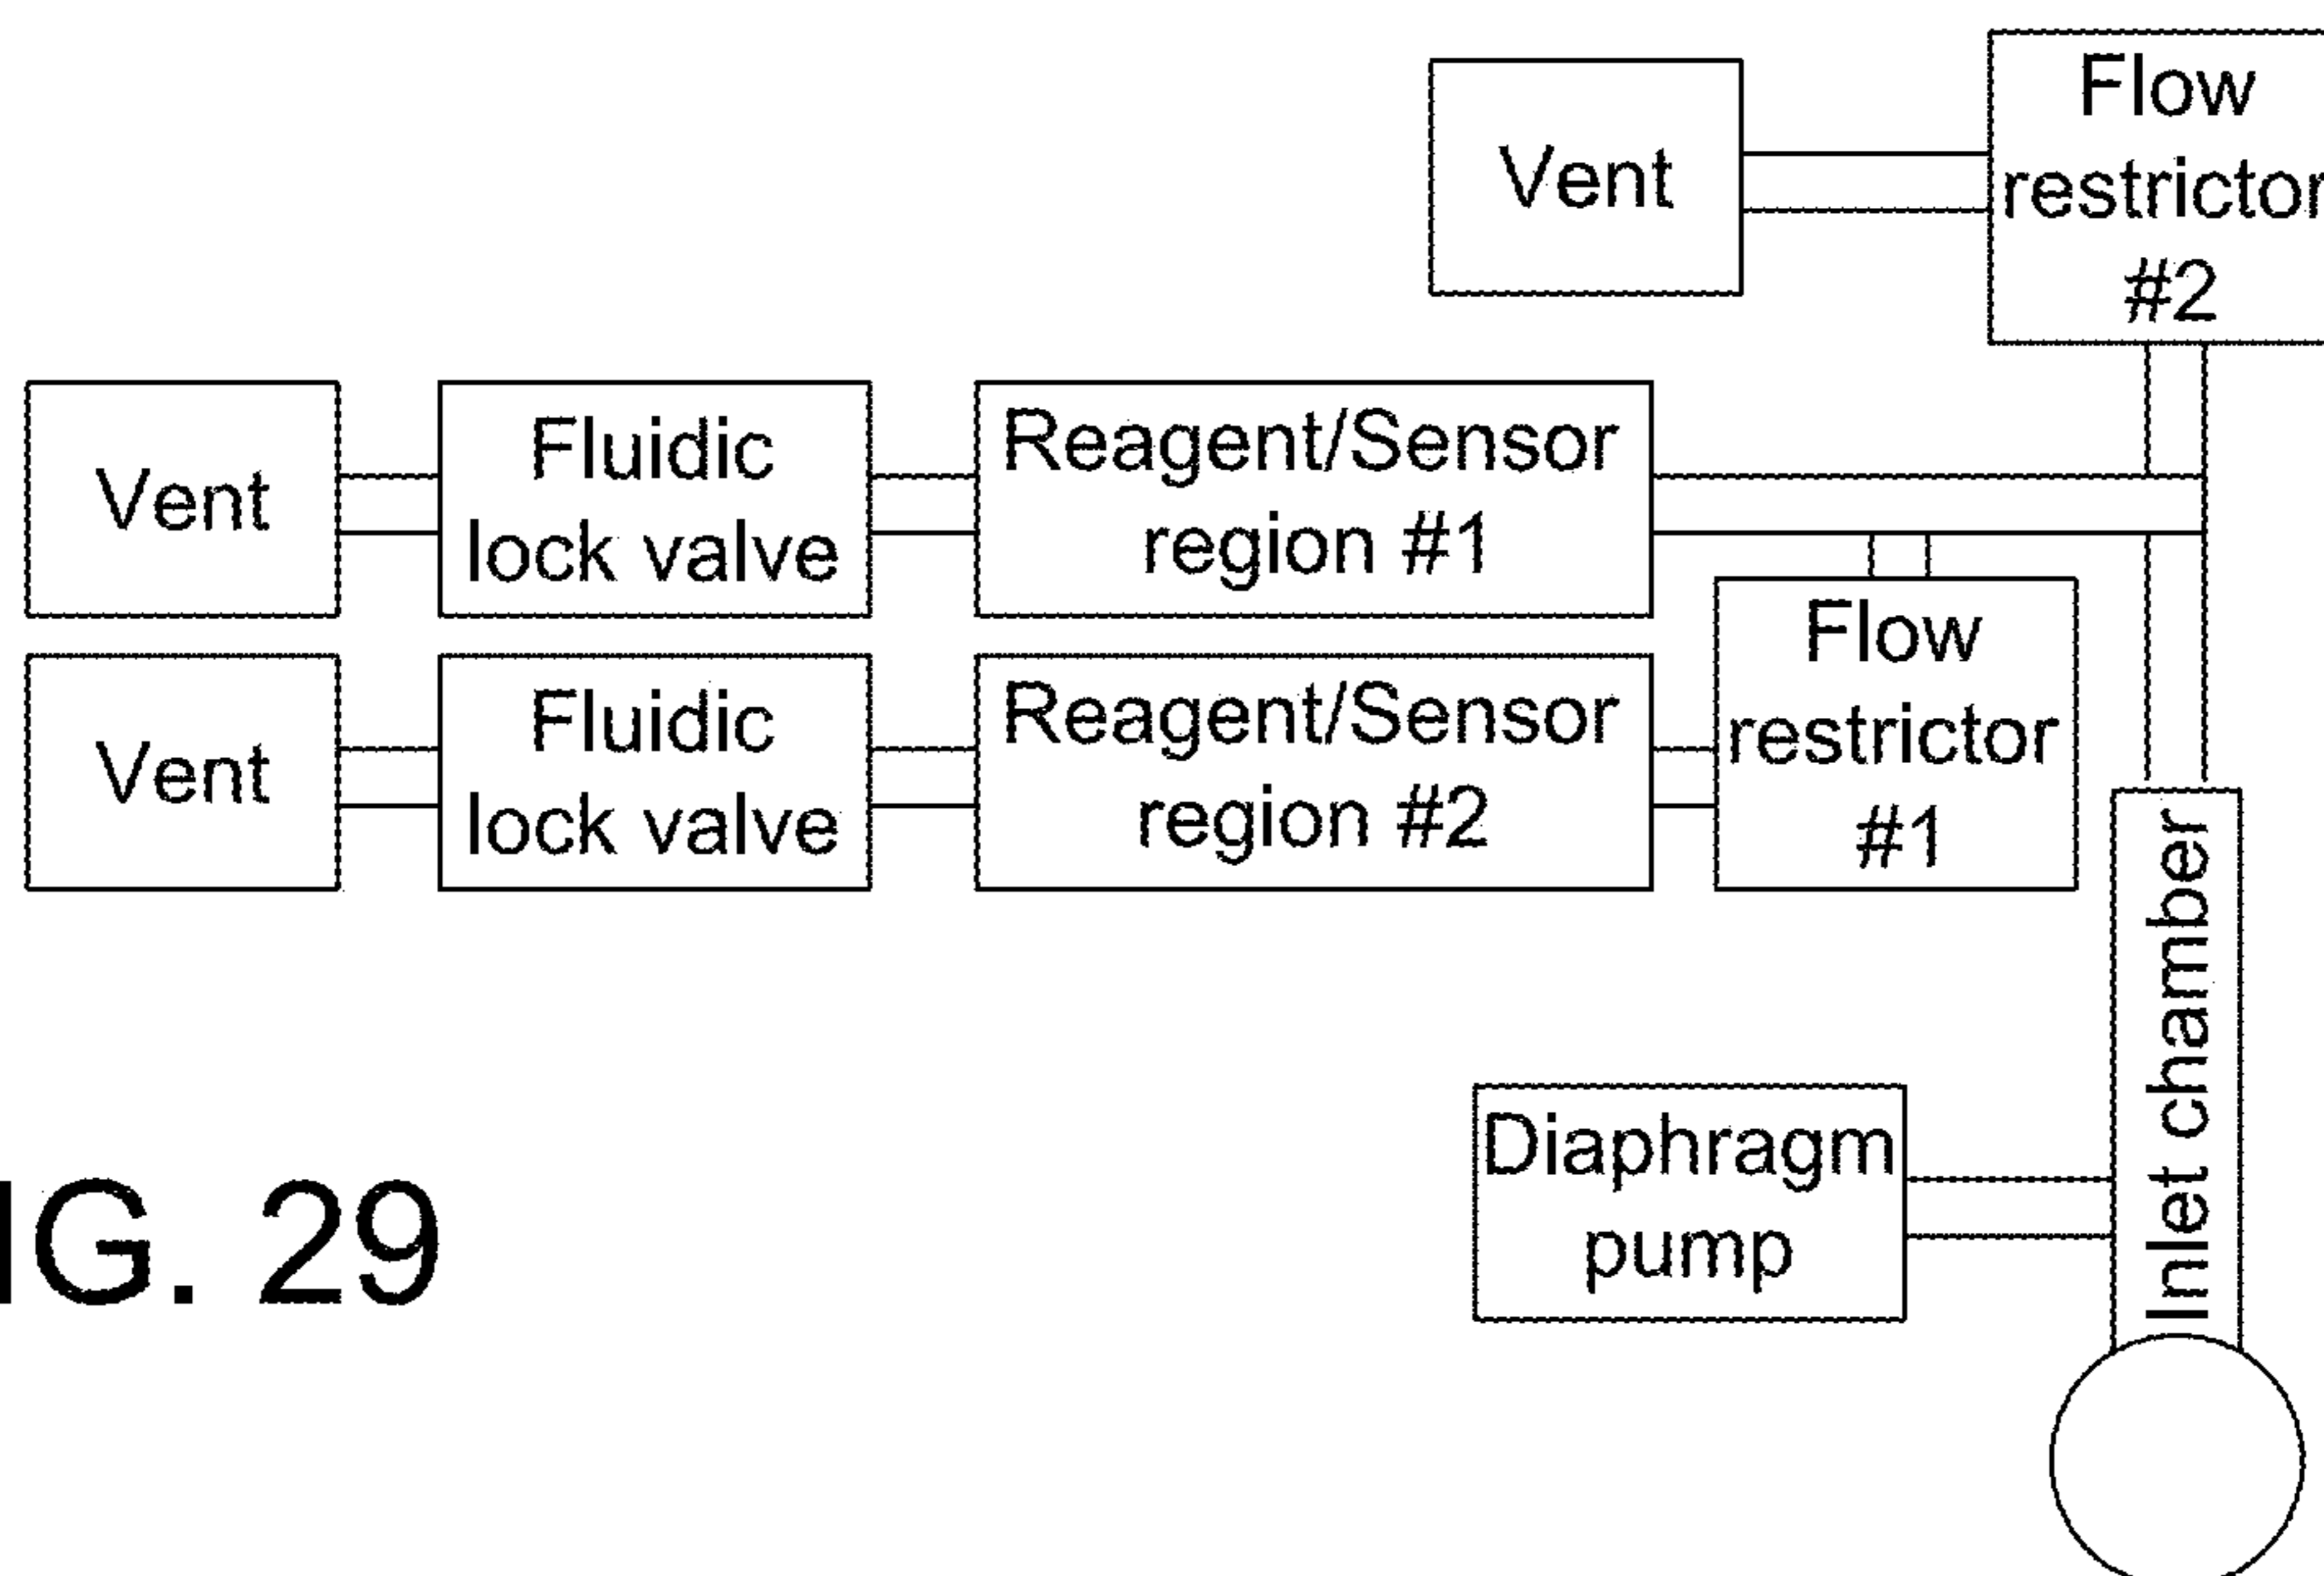 Vent
Flow
restrictor
#2
Vent
Fluidic
lock valve
Reagent/Sensor
region #1
Vent
Fluidic
lock valve
Reagent/Sensor
region #2
Flow
restrictor
#1
Inlet chamber
Diaphragm
pump
IG. 29